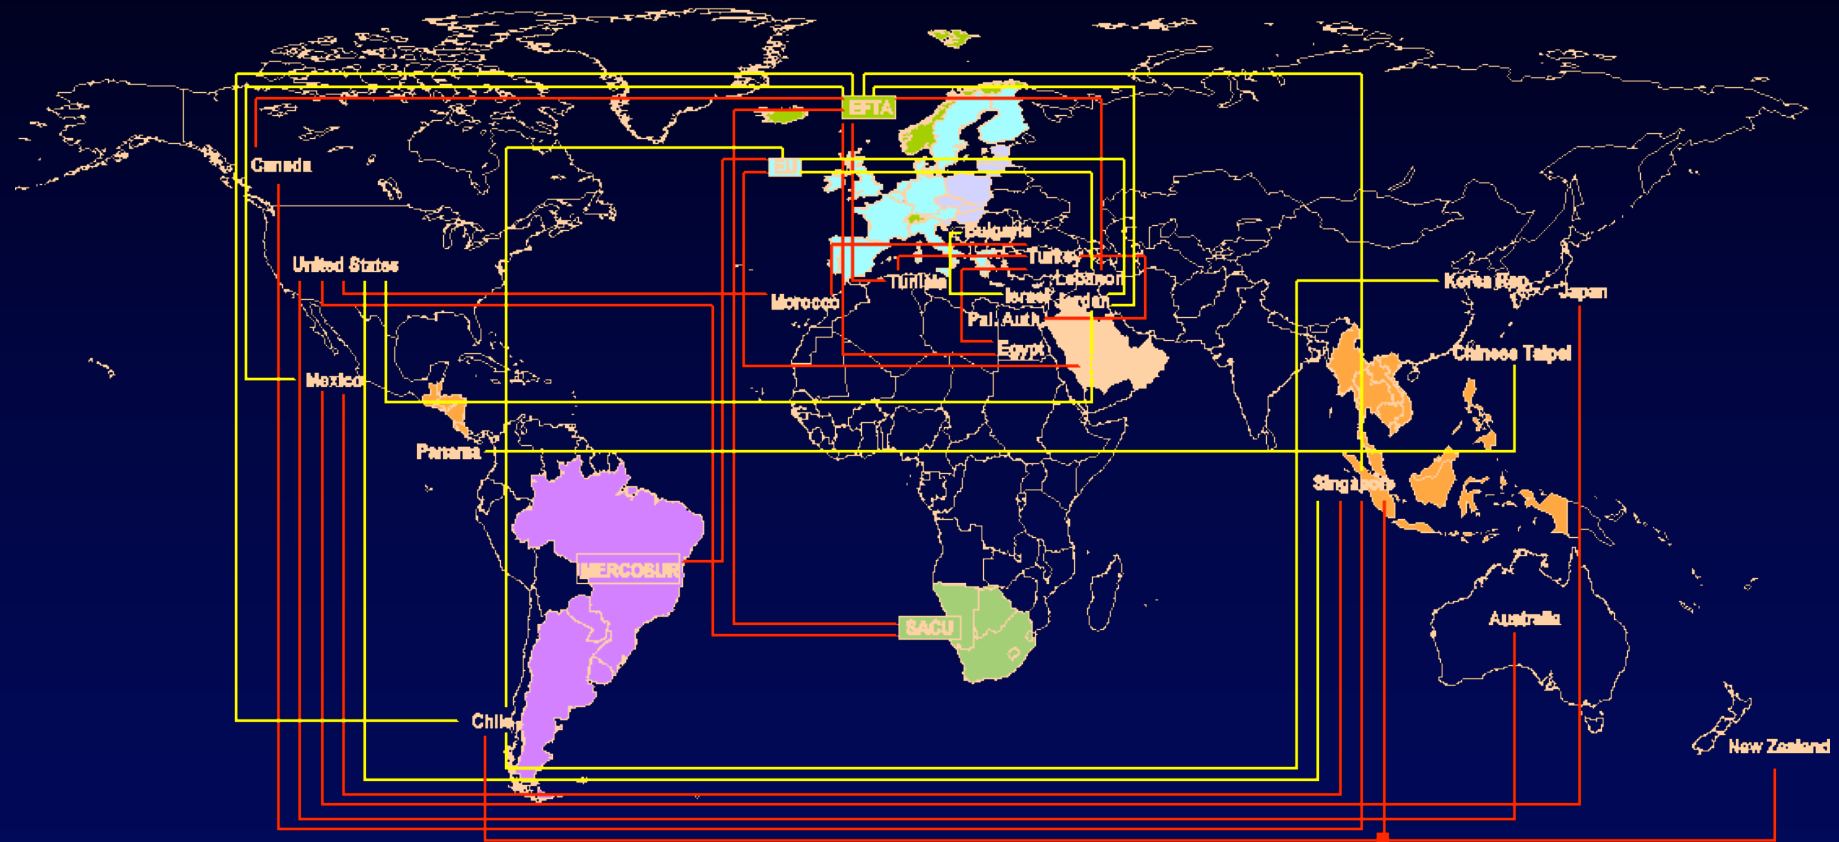 EFTA
Canada
EU
Bulgaria
Turkey
United States
Lebanon
Tunisia
Korea Rep.
Japan
Morocco
Israel
Jordan
Pal. Auth.
Egypt
Chinese Taipei
Mexico
Panama
Singapore
MERCOSUR
Australia
SACU
Chile
New Zealand